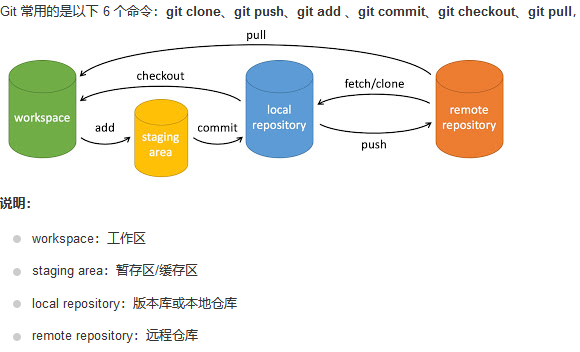 Git 常用的是以下 6 个命令：git clone、git push、git add 、git commit、git checkout、git pull,
pull
checkout
fetch/clone
workspace
local
repository
remote
repository
add
staging
area
commit
push
说明：
workspace：工作区
staging area：暂存区/缓存区
local repository：版本库或本地仓库
remote repository：远程仓库